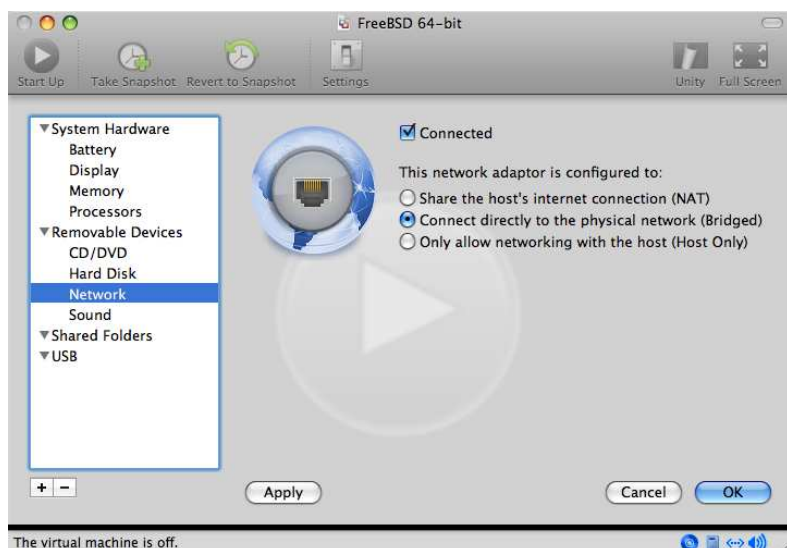 FreeBSD 64-bit
Start Up Take Snapshot Revert to Snapshot Settings Unity Full Screen
System Hardware
Battery
Display
Memory
Processors
Removable Devices
CD/DVD
Hard Disk
Network
Sound
Shared Folders
USB
Connected
This network adaptor is configured to:
Share the host's internet connection (NAT)
Connect directly to the physical network (Bridged)
Only allow networking with the host (Host Only)
+ −
Apply Cancel OK
The virtual machine is off.